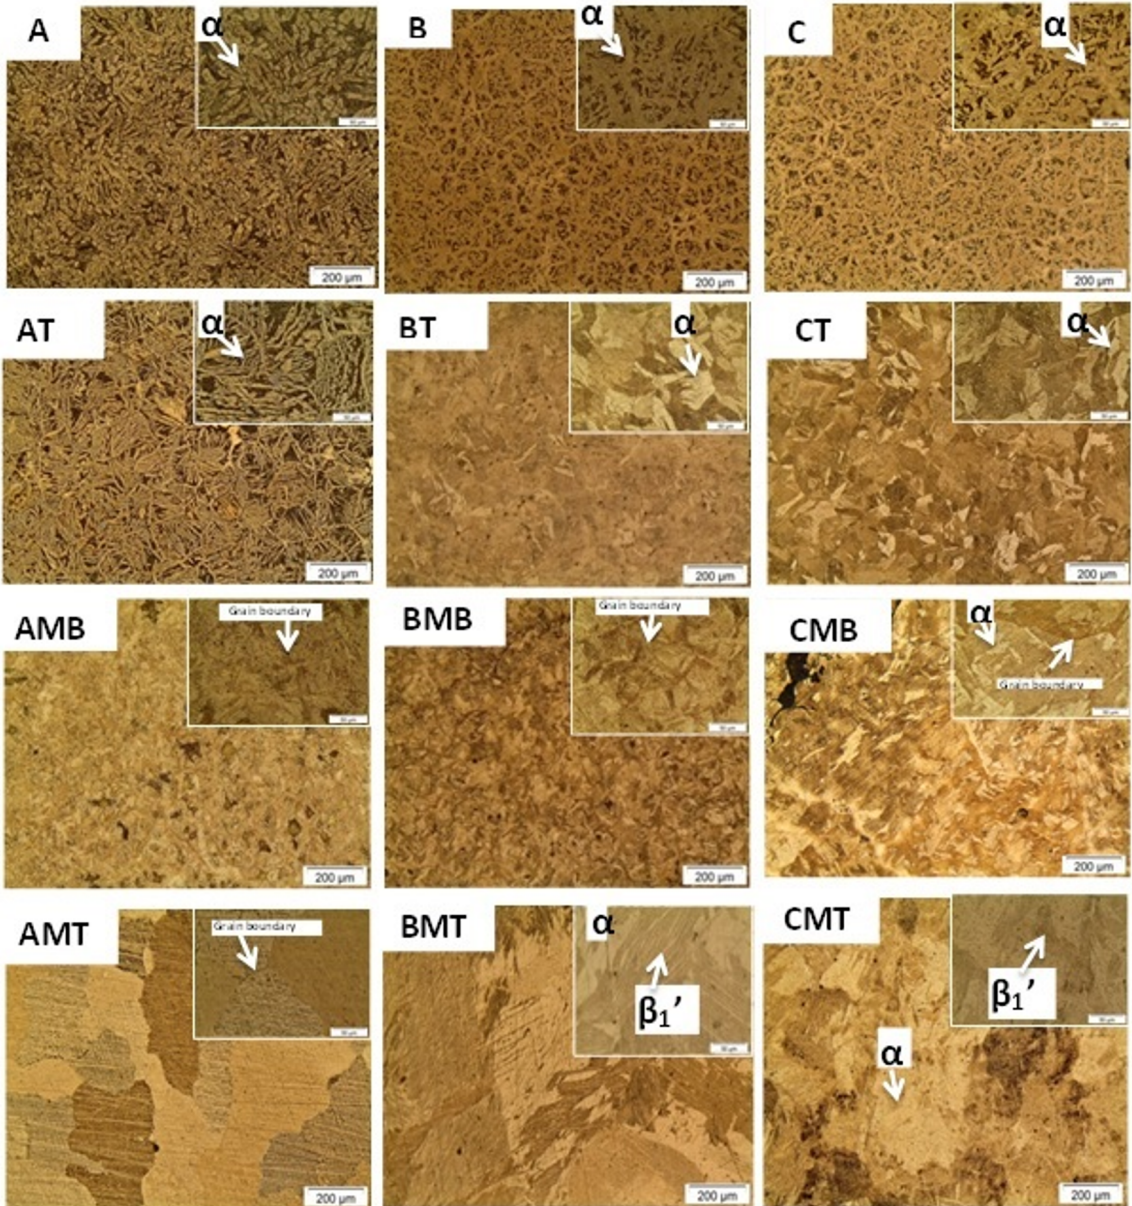 A
α
B
α
C
α
200 µm
200 µm
200 µm
AT
α
BT
α
CT
α
200 µm
200 µm
200 µm
AMB
Grain boundary
BMB
Grain boundary
CMB
α
Grain boundary
200 µm
200 µm
200 µm
AMT
Grain boundary
BMT
α
β₁’
CMT
β₁’
α
200 µm
200 µm
200 µm